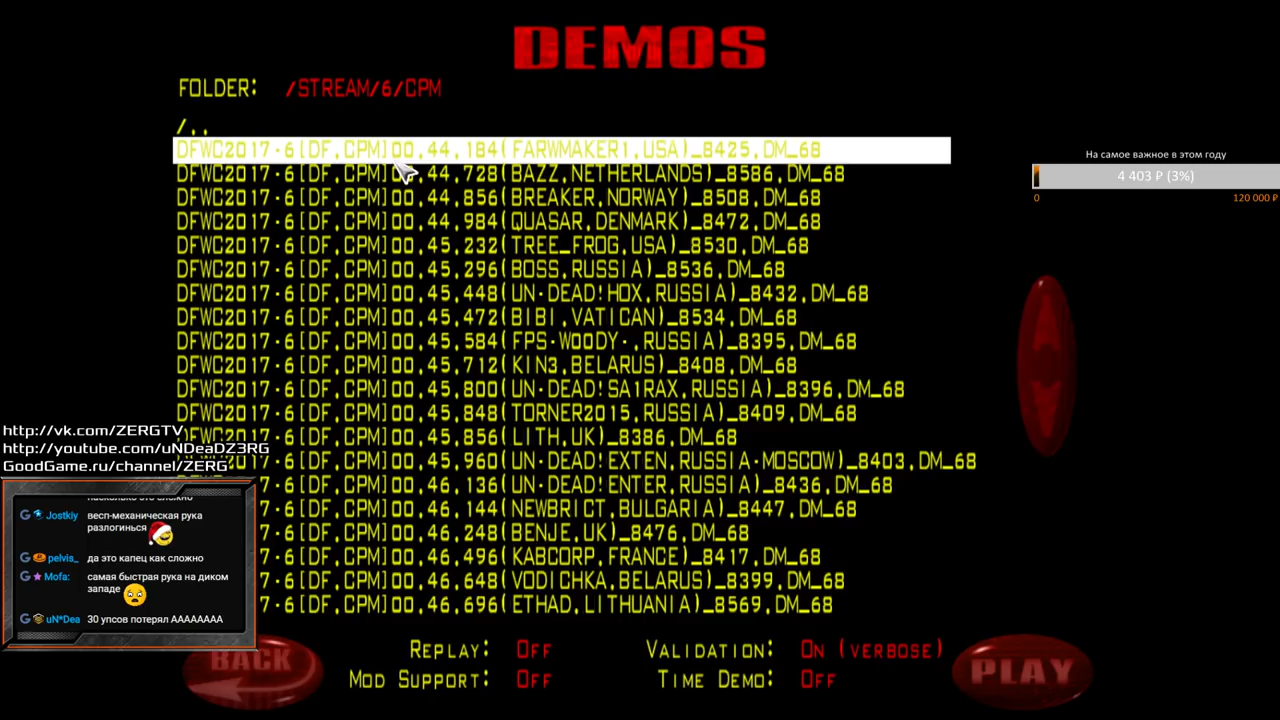 DEMOS
FOLDER: /STREAM/6/CPM
/..
DFWC2017-6[DF.CPM]00.44.184(FARWMAKER1.USA)_8425.DM_68
DFWC2017-6[DF.CPM]00.44.728(BAZZ.NETHERLANDS)_8586.DM_68
DFWC2017-6[DF.CPM]00.44.856(BREAKER.NORWAY)_8508.DM_68
DFWC2017-6[DF.CPM]00.44.984(QUASAR.DENMARK)_8472.DM_68
DFWC2017-6[DF.CPM]00.45.232(TREE_FROG.USA)_8530.DM_68
DFWC2017-6[DF.CPM]00.45.296(BOSS.RUSSIA)_8536.DM_68
DFWC2017-6[DF.CPM]00.45.448(UN-DEAD!HOX.RUSSIA)_8432.DM_68
DFWC2017-6[DF.CPM]00.45.472(BIBI.VATICAN)_8534.DM_68
DFWC2017-6[DF.CPM]00.45.584(FPS-WOODY-.RUSSIA)_8395.DM_68
DFWC2017-6[DF.CPM]00.45.712(KIN3.BELARUS)_8408.DM_68
DFWC2017-6[DF.CPM]00.45.800(UN-DEAD!SA1RAX.RUSSIA)_8396.DM_68
DFWC2017-6[DF.CPM]00.45.848(TORNER2015.RUSSIA)_8409.DM_68
7-6[DF.CPM]00.45.856(LITH.UK)_8386.DM_68
7-6[DF.CPM]00.45.960(UN-DEAD!EXTEN.RUSSIA-MOSCOW)_8403.DM_68
7-6[DF.CPM]00.46.136(UN-DEAD!ENTER.RUSSIA)_8436.DM_68
7-6[DF.CPM]00.46.144(NEWBRICT.BULGARIA)_8447.DM_68
7-6[DF.CPM]00.46.248(BENJE.UK)_8476.DM_68
7-6[DF.CPM]00.46.496(KABCORP.FRANCE)_8417.DM_68
7-6[DF.CPM]00.46.648(VODICHKA.BELARUS)_8399.DM_68
7-6[DF.CPM]00.46.696(ETHAD.LITHUANIA)_8569.DM_68
На самое важное в этом году
4 403 ₽ (3%)
0 120 000 ₽
http://vk.com/ZERGTV
http://youtube.com/uNDeaDZ3RG
GoodGame.ru/channel/ZERG
насколько это сложно
Jostkiy весп-механическая рука
разлогинься
pelvis_ да это капец как сложно
Mofa: самая быстрая рука на диком
западе
uN*Dea 30 упсов потерял АААААААА
REPLAY: OFF VALIDATION: ON (VERBOSE)
MOD SUPPORT: OFF TIME DEMO: OFF
BACK
PLAY